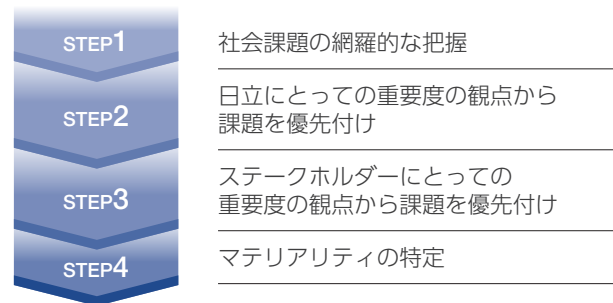 STEP1
社会課題の網羅的な把握
STEP2
日立にとっての重要度の観点から
課題を優先付け
STEP3
ステークホルダーにとっての
重要度の観点から課題を優先付け
STEP4
マテリアリティの特定